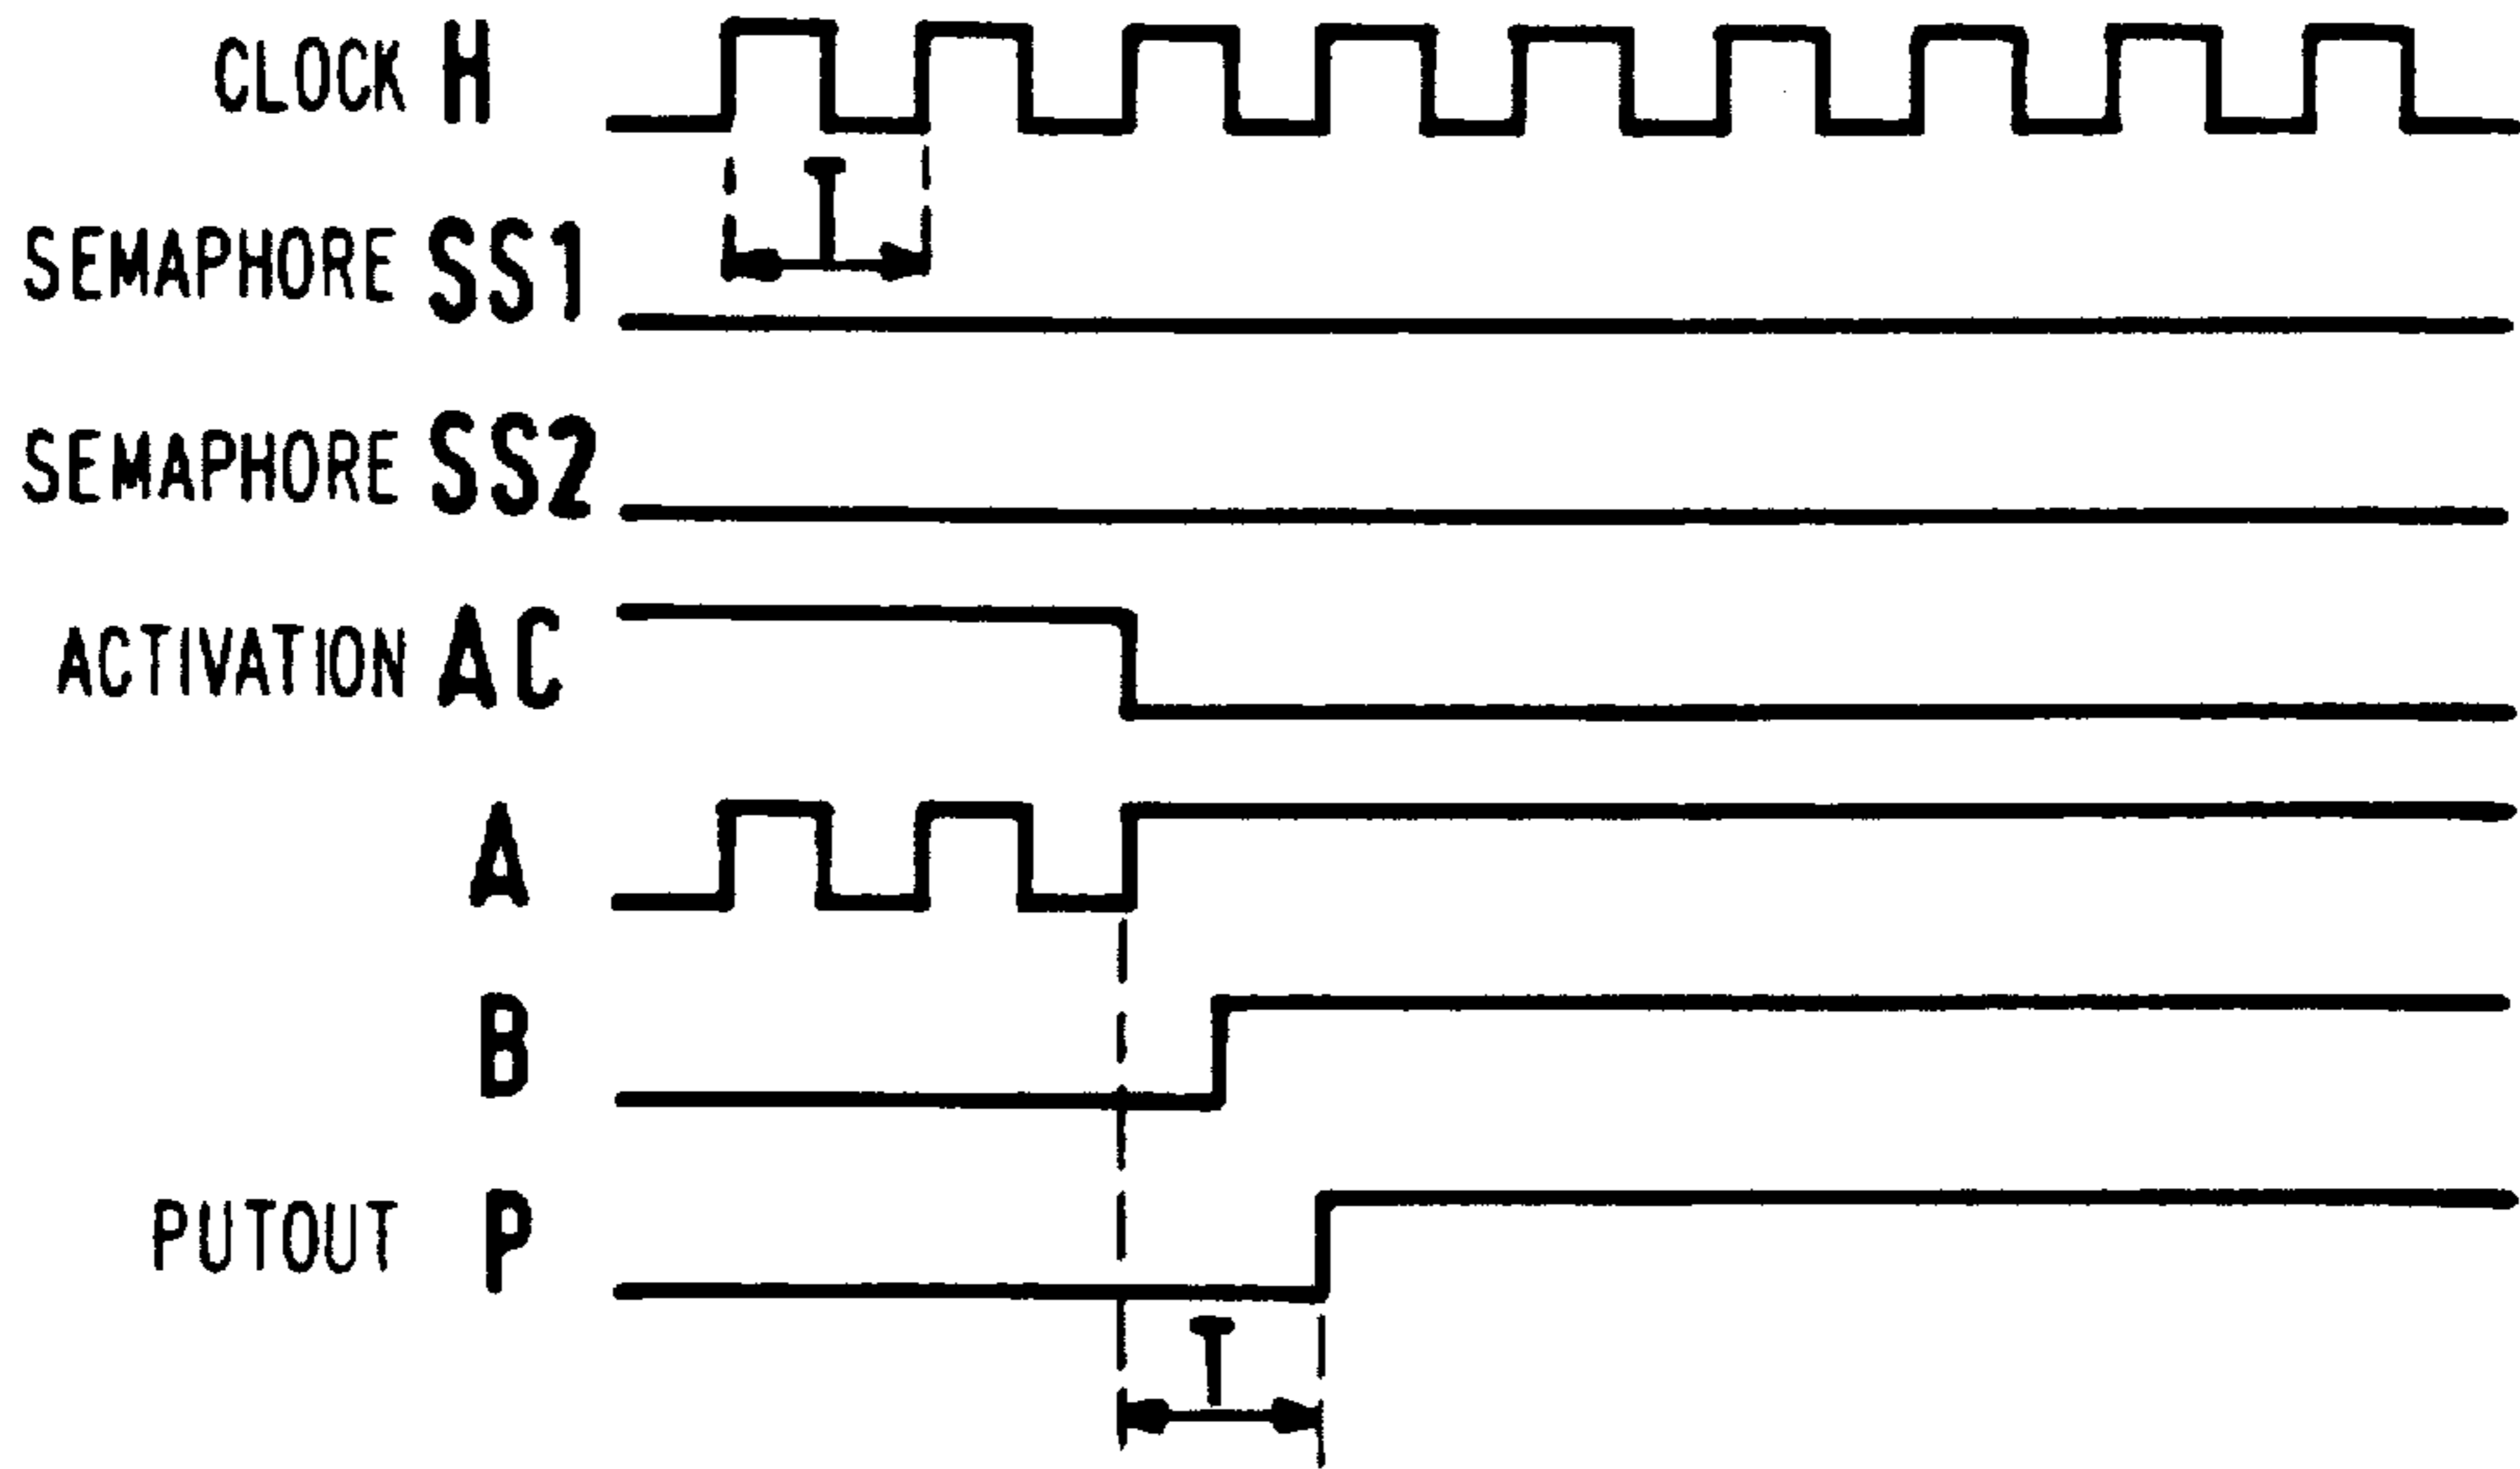 CLOCK H
T
SEMAPHORE SS1
SEMAPHORE SS2
ACTIVATION AC
A
B
PUTOUT P
T